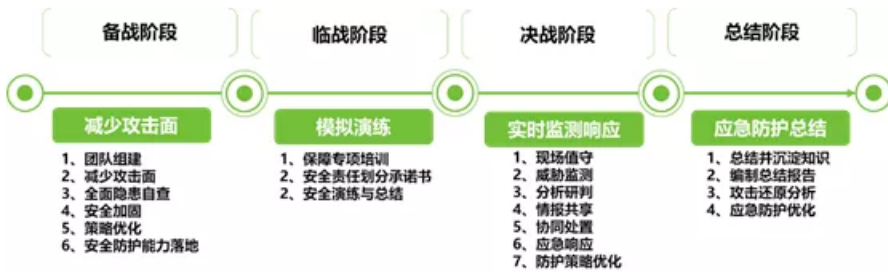 备战阶段
临战阶段
决战阶段
总结阶段
减少攻击面
模拟演练
实时监测响应
应急防护总结
1、团队组建
2、减少攻击面
3、全面隐患自查
4、安全加固
5、策略优化
6、安全防护能力落地
1、保障专项培训
2、安全责任划分承诺书
2、安全演练与总结
1、现场值守
2、威胁监测
3、分析研判
4、情报共享
5、协同处置
6、应急响应
7、防护策略优化
1、总结并沉淀知识
2、编制总结报告
3、攻击还原分析
4、应急防护优化